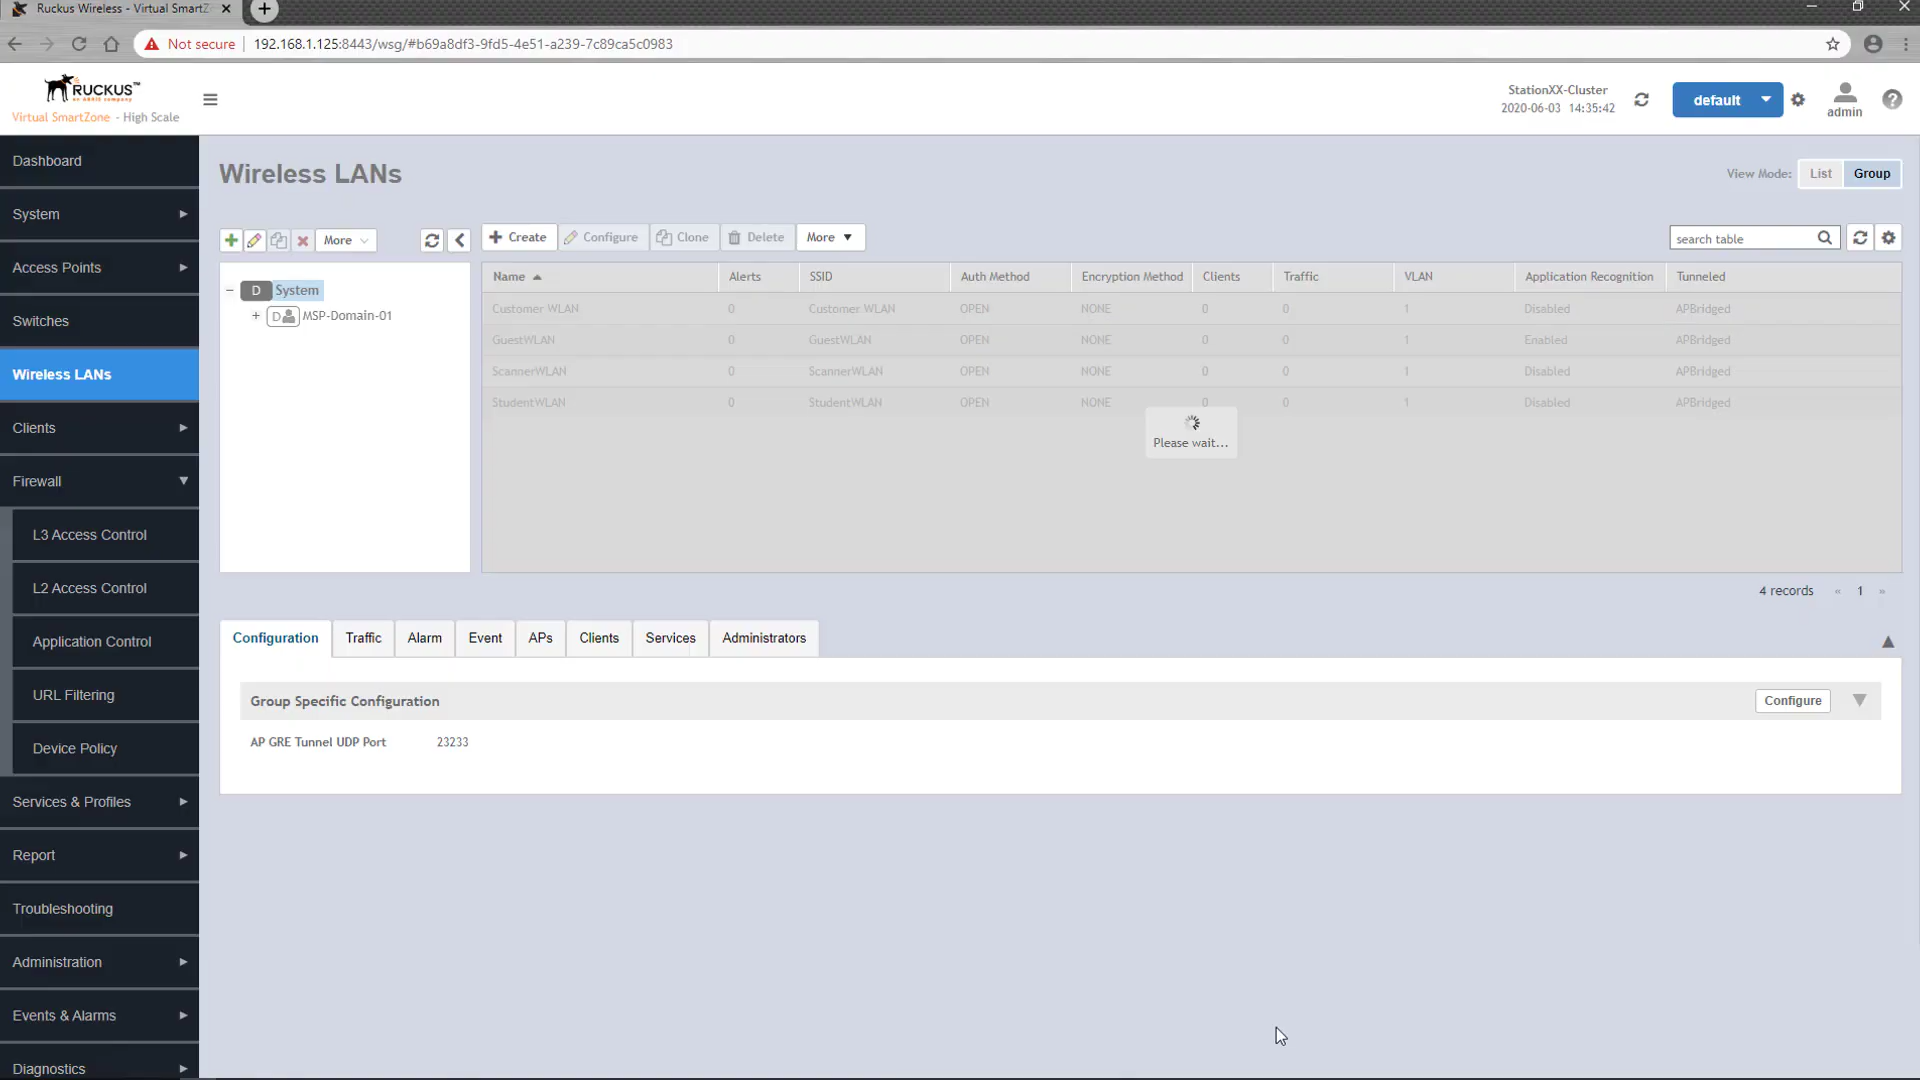 Ruckus Wireless - Virtual SmartZ
Not secure
192.168.1.125:8443/wsg/#b69a8df3-9fd5-4e51-a239-7c89ca5c0983
RUCKUS™
an ARRIS company
Virtual SmartZone - High Scale
StationXX-Cluster
2020-06-03 14:35:42
default
admin
Dashboard
System
Access Points
Switches
Wireless LANs
Clients
Firewall
L3 Access Control
L2 Access Control
Application Control
URL Filtering
Device Policy
Services & Profiles
Report
Troubleshooting
Administration
Events & Alarms
Diagnostics
Wireless LANs
View Mode: List Group
More
Create Configure Clone Delete More
search table
D System
D MSP-Domain-01
Name Alerts SSID Auth Method Encryption Method Clients Traffic VLAN Application Recognition Tunneled
Customer WLAN 0 Customer WLAN OPEN NONE 0 0 1 Disabled APBridged
GuestWLAN 0 GuestWLAN OPEN NONE 0 0 1 Enabled APBridged
ScannerWLAN 0 ScannerWLAN OPEN NONE 0 0 1 Disabled APBridged
StudentWLAN 0 StudentWLAN OPEN NONE 0 0 1 Disabled APBridged
Please wait...
4 records « 1 »
Configuration Traffic Alarm Event APs Clients Services Administrators
Group Specific Configuration
Configure
AP GRE Tunnel UDP Port 23233